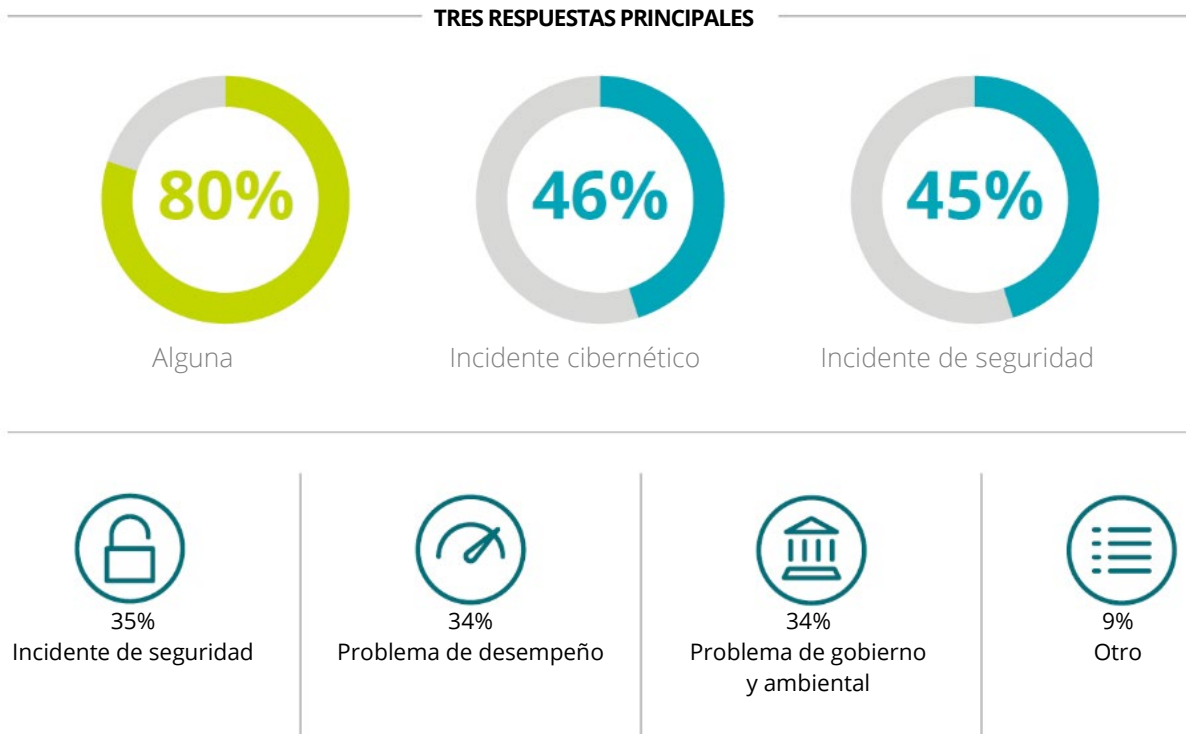 TRES RESPUESTAS PRINCIPALES
80%
46%
45%
Alguna
Incidente cibernético
Incidente de seguridad
35%
Incidente de seguridad
34%
Problema de desempeño
34%
Problema de gobierno
y ambiental
9%
Otro